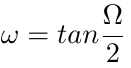 ω = tan Ω/2